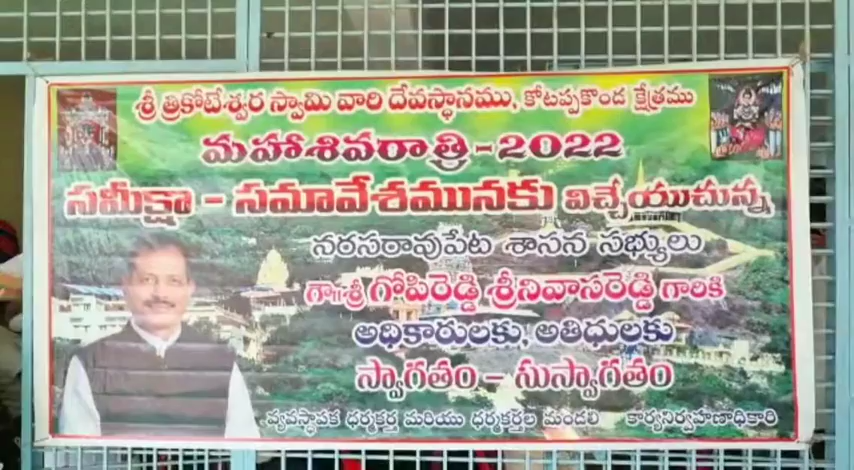 శ్రీ త్రికోటేశ్వర స్వామి వారి దేవస్థానము, కోటప్పకొండ క్షేత్రము
మహాశివరాత్రి - 2022
సమీక్షా - సమావేశమునకు విచ్చేయుచున్న
నరసరావుపేట శాసన సభ్యులు
గౌ॥శ్రీ గోపిరెడ్డి శ్రీనివాసరెడ్డి గారికి
అధికారులకు, అతిధులకు
స్వాగతం - సుస్వాగతం
వ్యవస్థాపక ధర్మకర్త మరియు ధర్మకర్తల మండలి కార్యనిర్వహణాధికారి